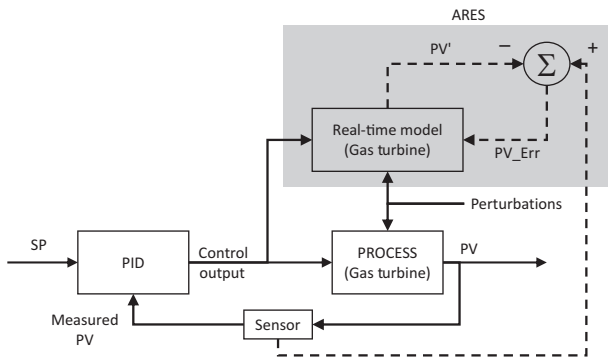 ARES
PV'
−
+
Σ
Real-time model
(Gas turbine)
PV_Err
Perturbations
SP
PID
Control
output
PROCESS
(Gas turbine)
PV
Measured
PV
Sensor